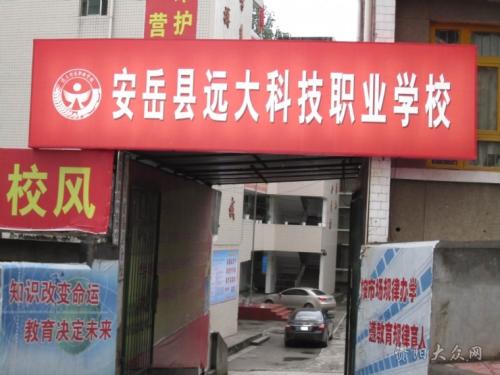 护
营
安岳县远大科技职业学校
校风
知识改变命运
教育决定未来
按市场规律办学
遵教育规律育人
资阳大众网